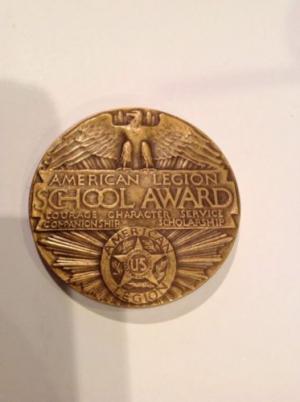 AMERICAN LEGION
SCHOOL AWARD
COURAGE CHARACTER SERVICE
COMPANIONSHIP SCHOLARSHIP
AMERICAN
US
LEGION